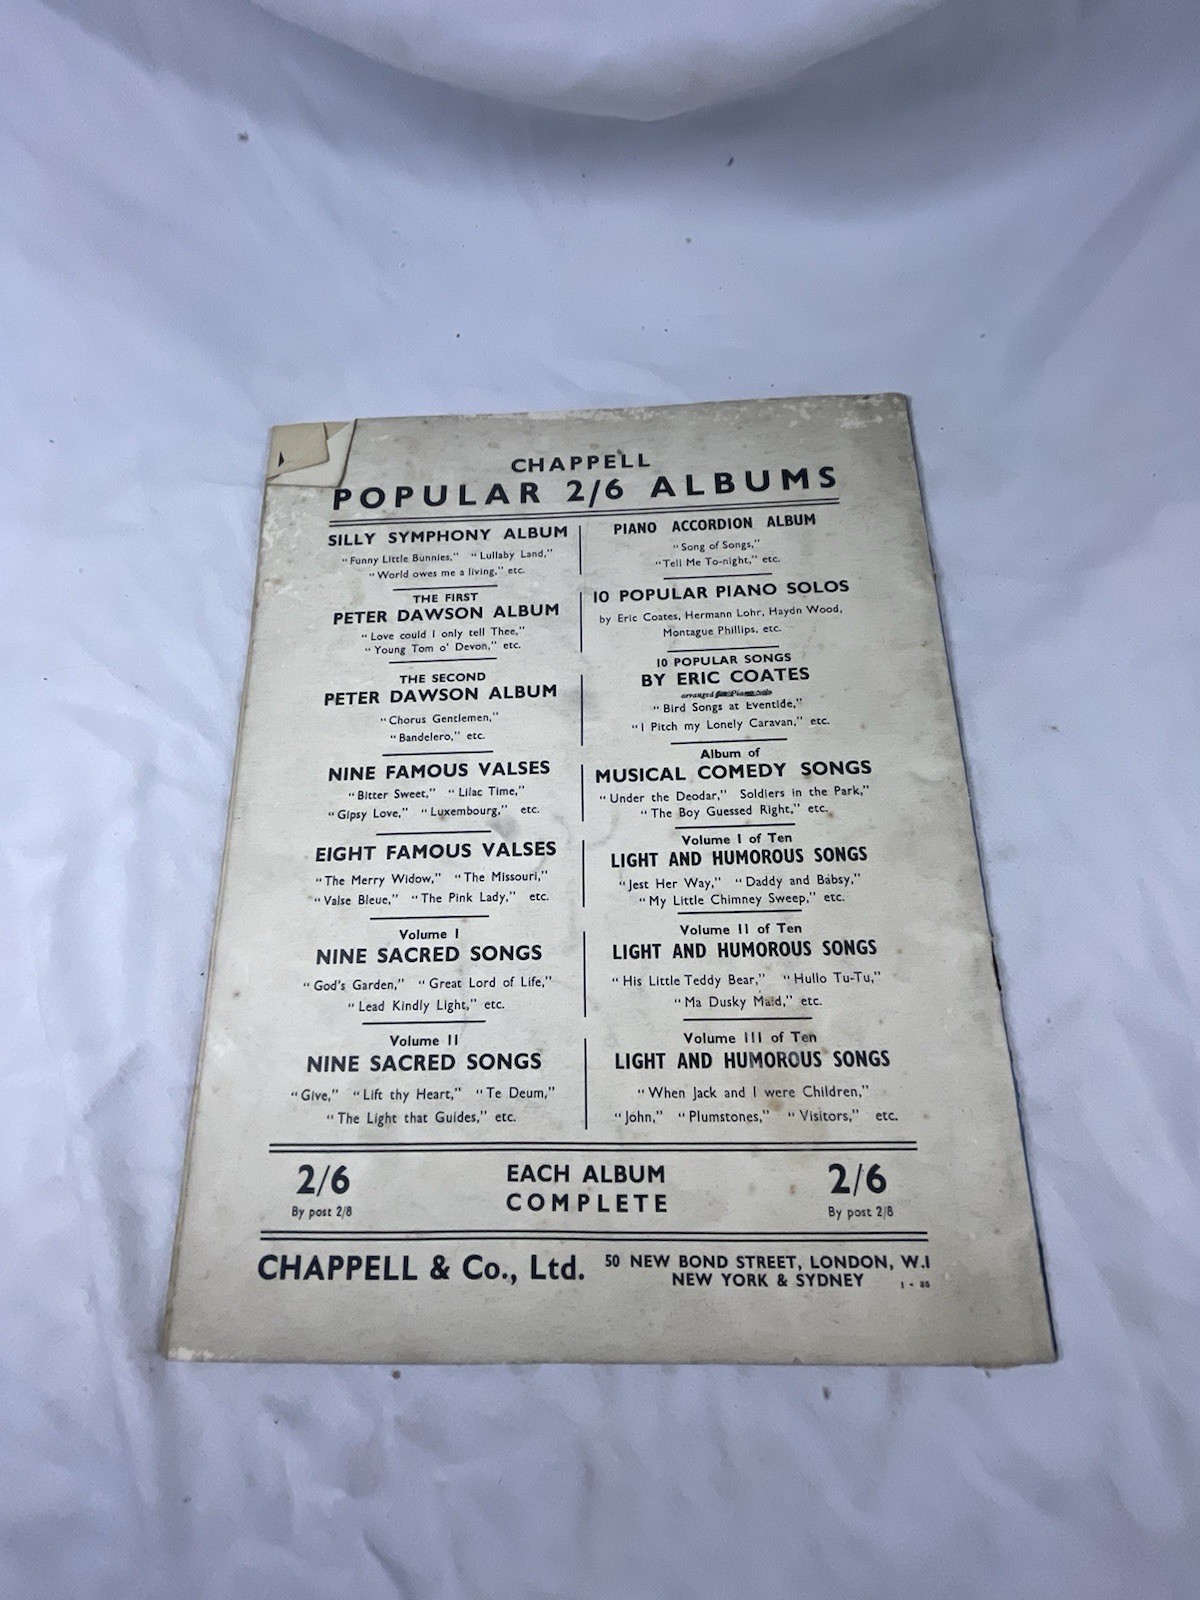 CHAPPELL
POPULAR 2/6 ALBUMS
SILLY SYMPHONY ALBUM
"Funny Little Bunnies," "Lullaby Land,"
"World owes me a living," etc.
THE FIRST
PETER DAWSON ALBUM
"Love could I only tell Thee,"
"Young Tom o' Devon," etc.
THE SECOND
PETER DAWSON ALBUM
"Chorus Gentlemen,"
"Bandelero," etc.
NINE FAMOUS VALSES
"Bitter Sweet," "Lilac Time,"
"Gipsy Love," "Luxembourg," etc.
EIGHT FAMOUS VALSES
"The Merry Widow," "The Missouri,"
"Valse Bleue," "The Pink Lady," etc.
Volume I
NINE SACRED SONGS
"God's Garden," "Great Lord of Life,"
"Lead Kindly Light," etc.
Volume II
NINE SACRED SONGS
"Give," "Lift thy Heart," "Te Deum,"
"The Light that Guides," etc.
PIANO ACCORDION ALBUM
"Song of Songs,"
"Tell Me To-night," etc.
10 POPULAR PIANO SOLOS
by Eric Coates, Hermann Lohr, Haydn Wood,
Montague Phillips, etc.
10 POPULAR SONGS
BY ERIC COATES
arranged for Piano Solo
"Bird Songs at Eventide,"
"I Pitch my Lonely Caravan," etc.
Album of
MUSICAL COMEDY SONGS
"Under the Deodar," Soldiers in the Park,"
"The Boy Guessed Right," etc.
Volume I of Ten
LIGHT AND HUMOROUS SONGS
"Jest Her Way," "Daddy and Babsy,"
"My Little Chimney Sweep," etc.
Volume II of Ten
LIGHT AND HUMOROUS SONGS
"His Little Teddy Bear," "Hullo Tu-Tu,"
"Ma Dusky Maid," etc.
Volume III of Ten
LIGHT AND HUMOROUS SONGS
"When Jack and I were Children,"
"John," "Plumstones," "Visitors," etc.
2/6
By post 2/8
EACH ALBUM
COMPLETE
2/6
By post 2/8
CHAPPELL & Co., Ltd.
50 NEW BOND STREET, LONDON, W.1
NEW YORK & SYDNEY